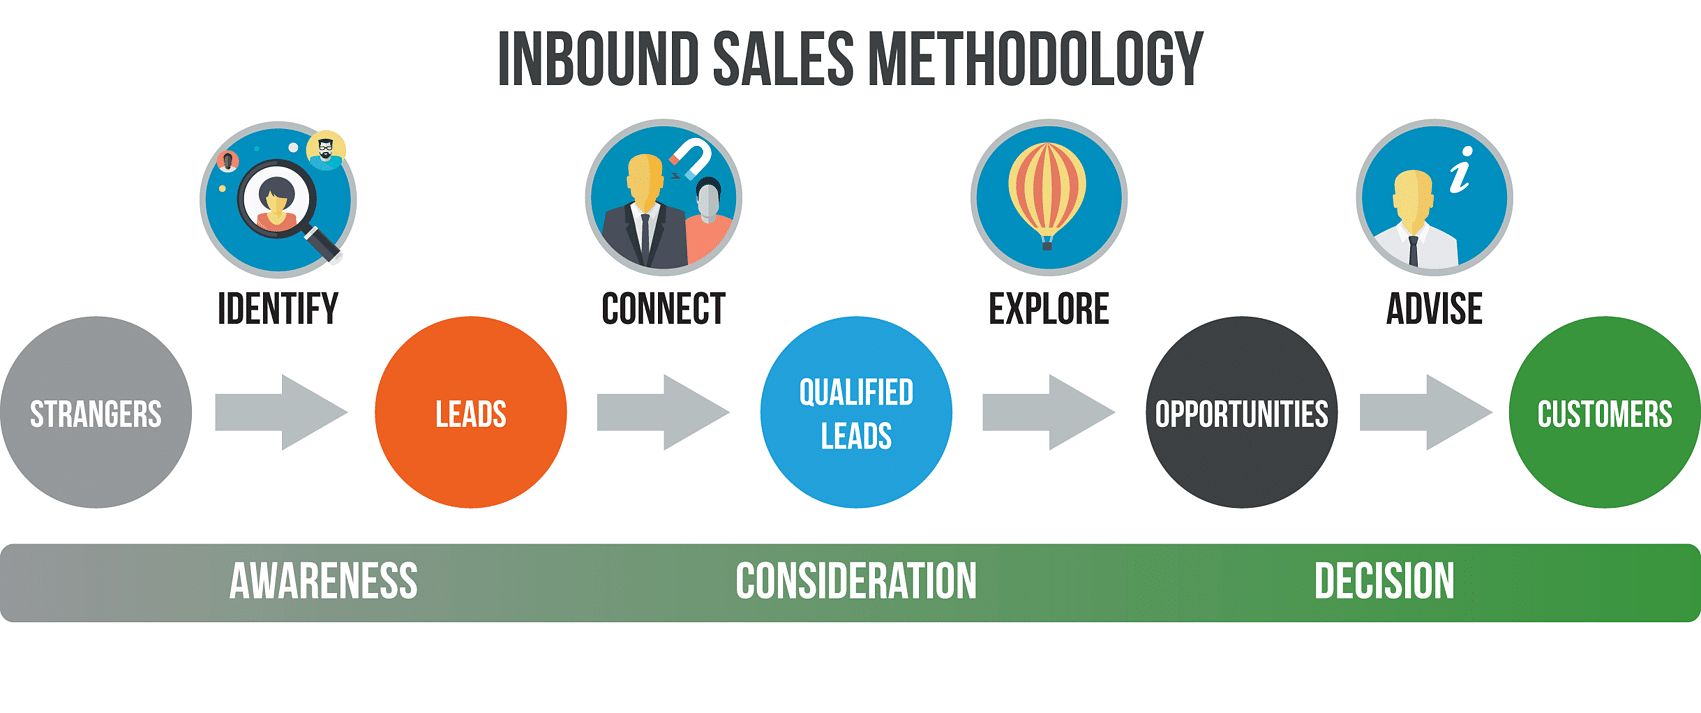 INBOUND SALES METHODOLOGY
i
IDENTIFY
CONNECT
EXPLORE
ADVISE
STRANGERS
LEADS
QUALIFIED
LEADS
OPPORTUNITIES
CUSTOMERS
AWARENESS
CONSIDERATION
DECISION